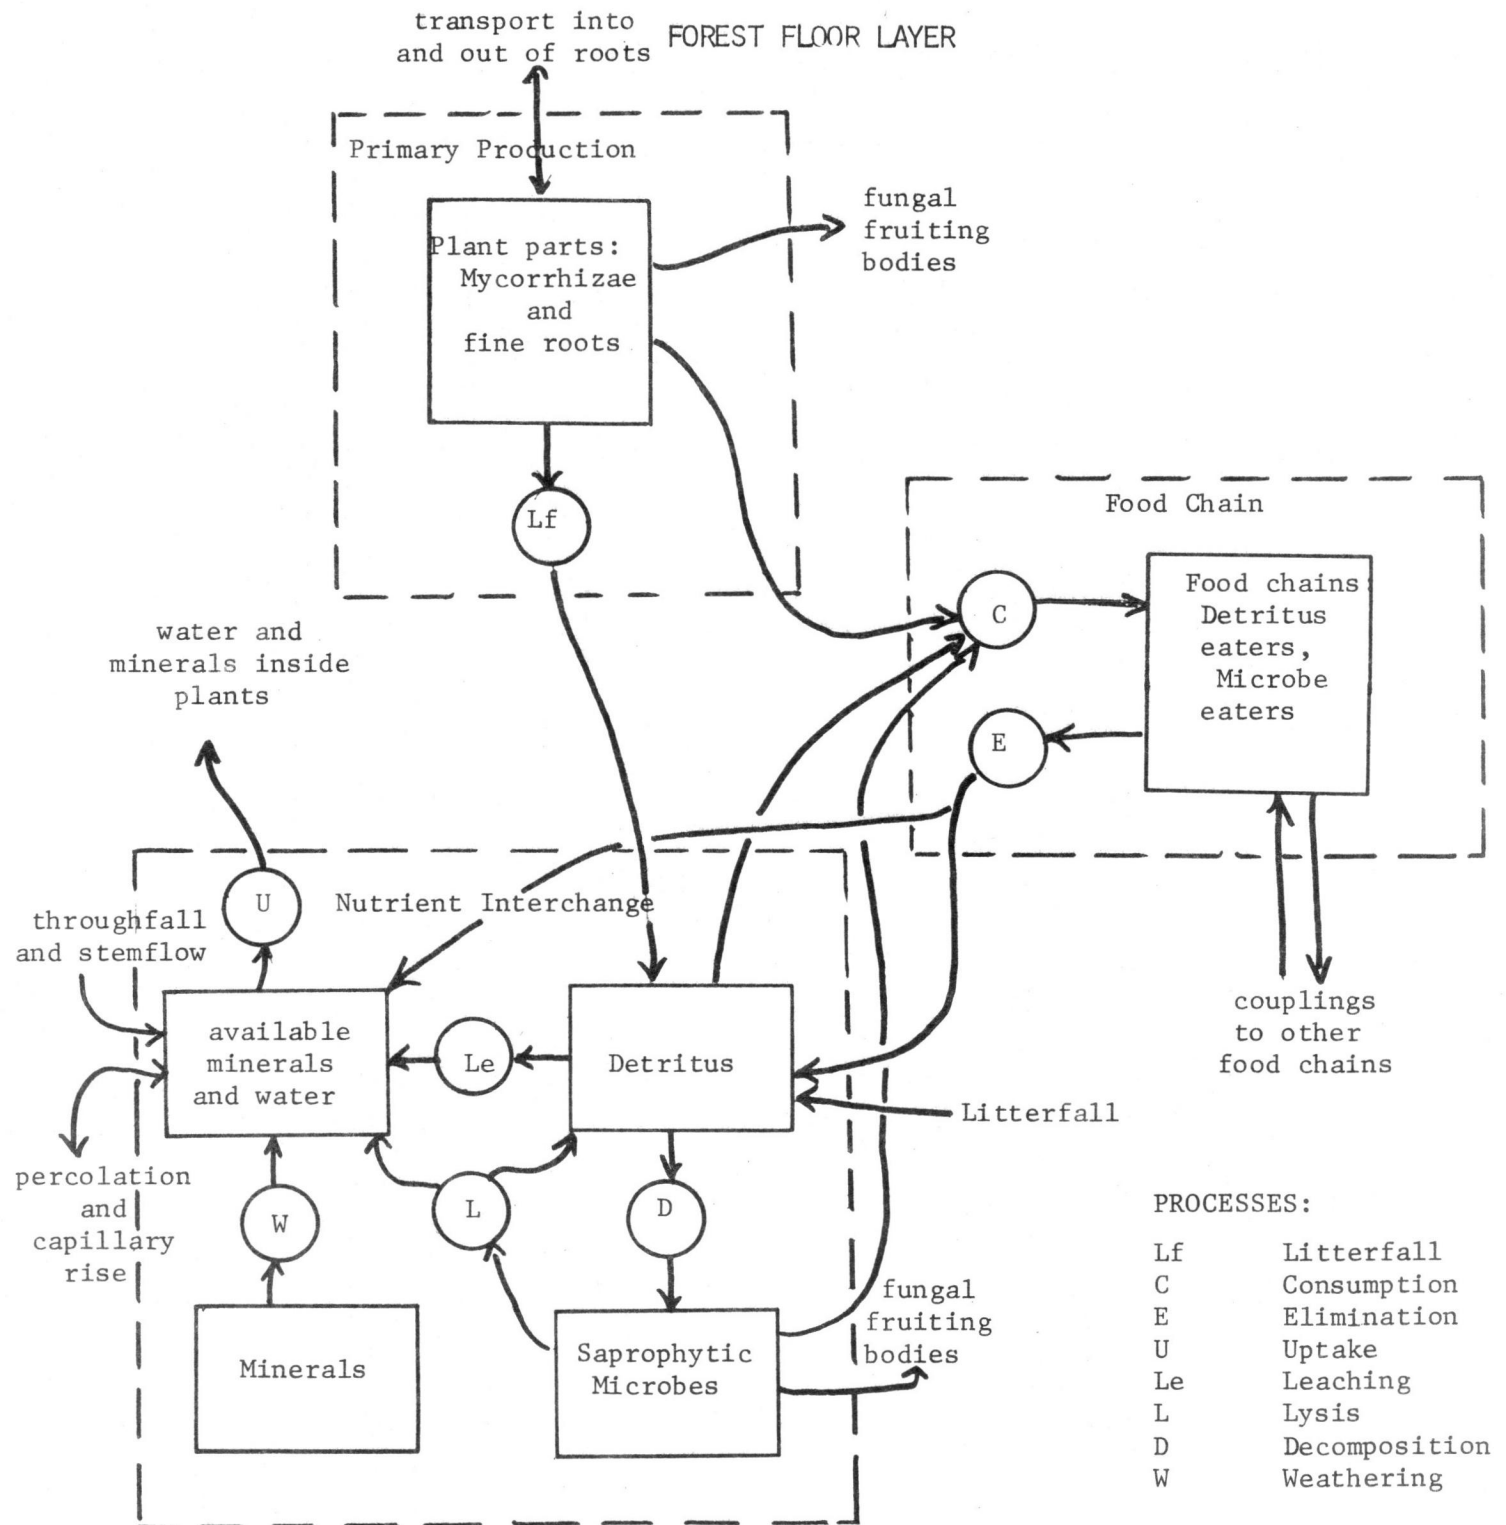 transport into
and out of roots
FOREST FLOOR LAYER
Primary Production
Plant parts:
Mycorrhizae
and
fine roots
fungal
fruiting
bodies
Lf
Food Chain
C
Food chains
Detritus
eaters,
Microbe
eaters
E
water and
minerals inside
plants
U
Nutrient Interchange
throughfall
and stemflow
available
minerals
and water
Le
Detritus
couplings
to other
food chains
Litterfall
percolation
and
capillary
rise
W
L
D
Minerals
Saprophytic
Microbes
fungal
fruiting
bodies
PROCESSES:
Lf Litterfall
C Consumption
E Elimination
U Uptake
Le Leaching
L Lysis
D Decomposition
W Weathering